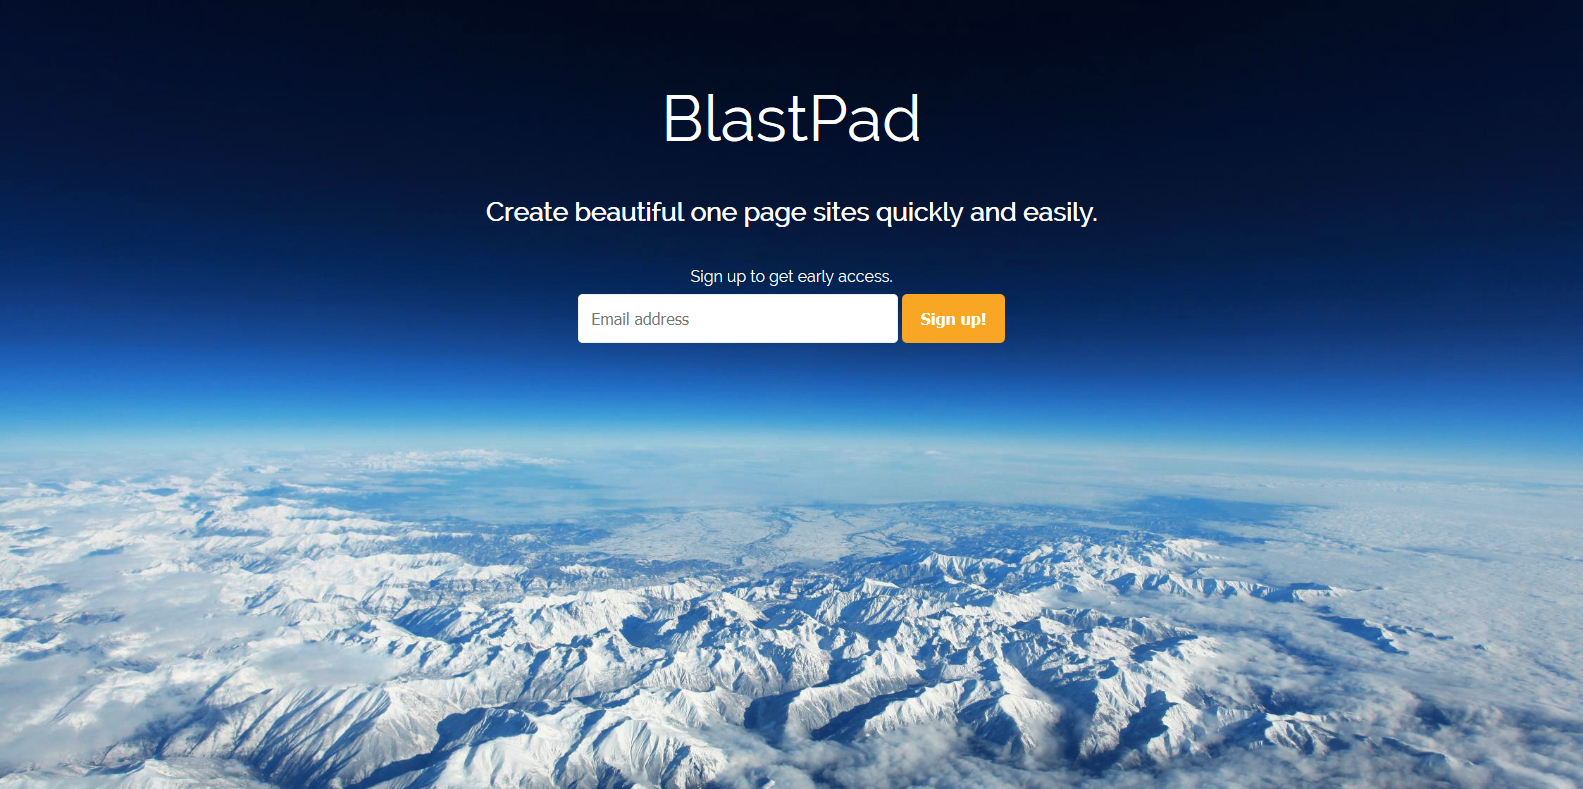 BlastPad
Create beautiful one page sites quickly and easily.
Sign up to get early access.
Email address
Sign up!